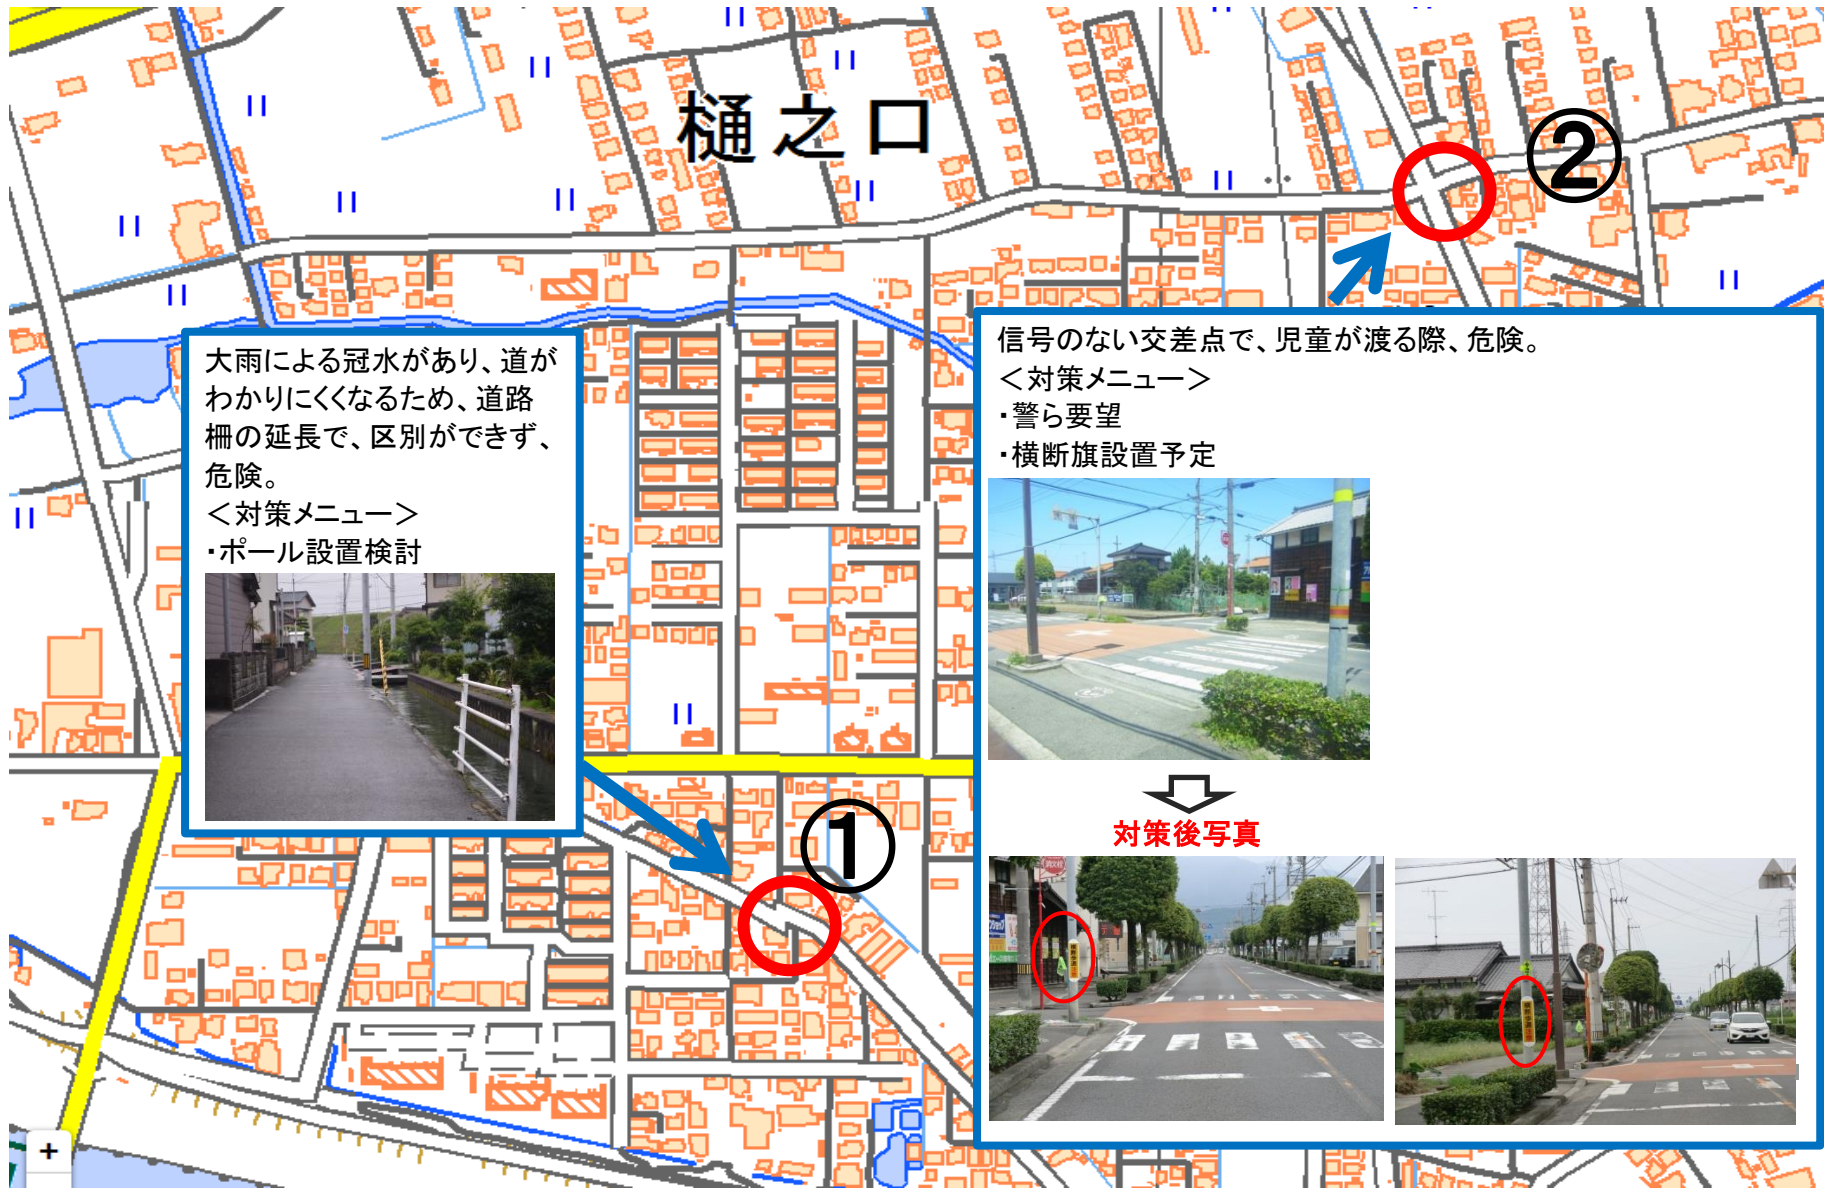 樋之口
②
大雨による冠水があり、道が
わかりにくくなるため、道路
柵の延長で、区別ができず、
危険。
＜対策メニュー＞
・ポール設置検討
信号のない交差点で、児童が渡る際、危険。
＜対策メニュー＞
・警ら要望
・横断旗設置予定
対策後写真
①
+